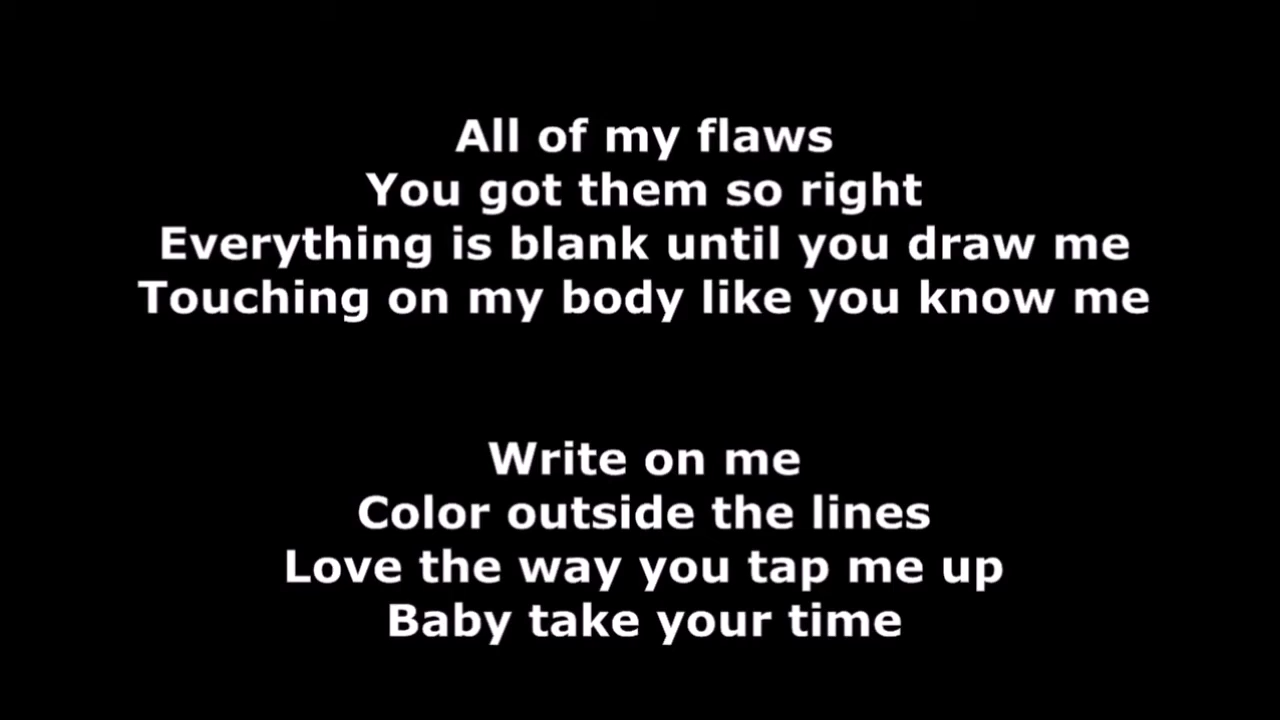 All of my flaws
You got them so right
Everything is blank until you draw me
Touching on my body like you know me
Write on me
Color outside the lines
Love the way you tap me up
Baby take your time